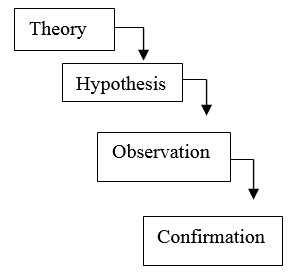 Theory
Hypothesis
Observation
Confirmation